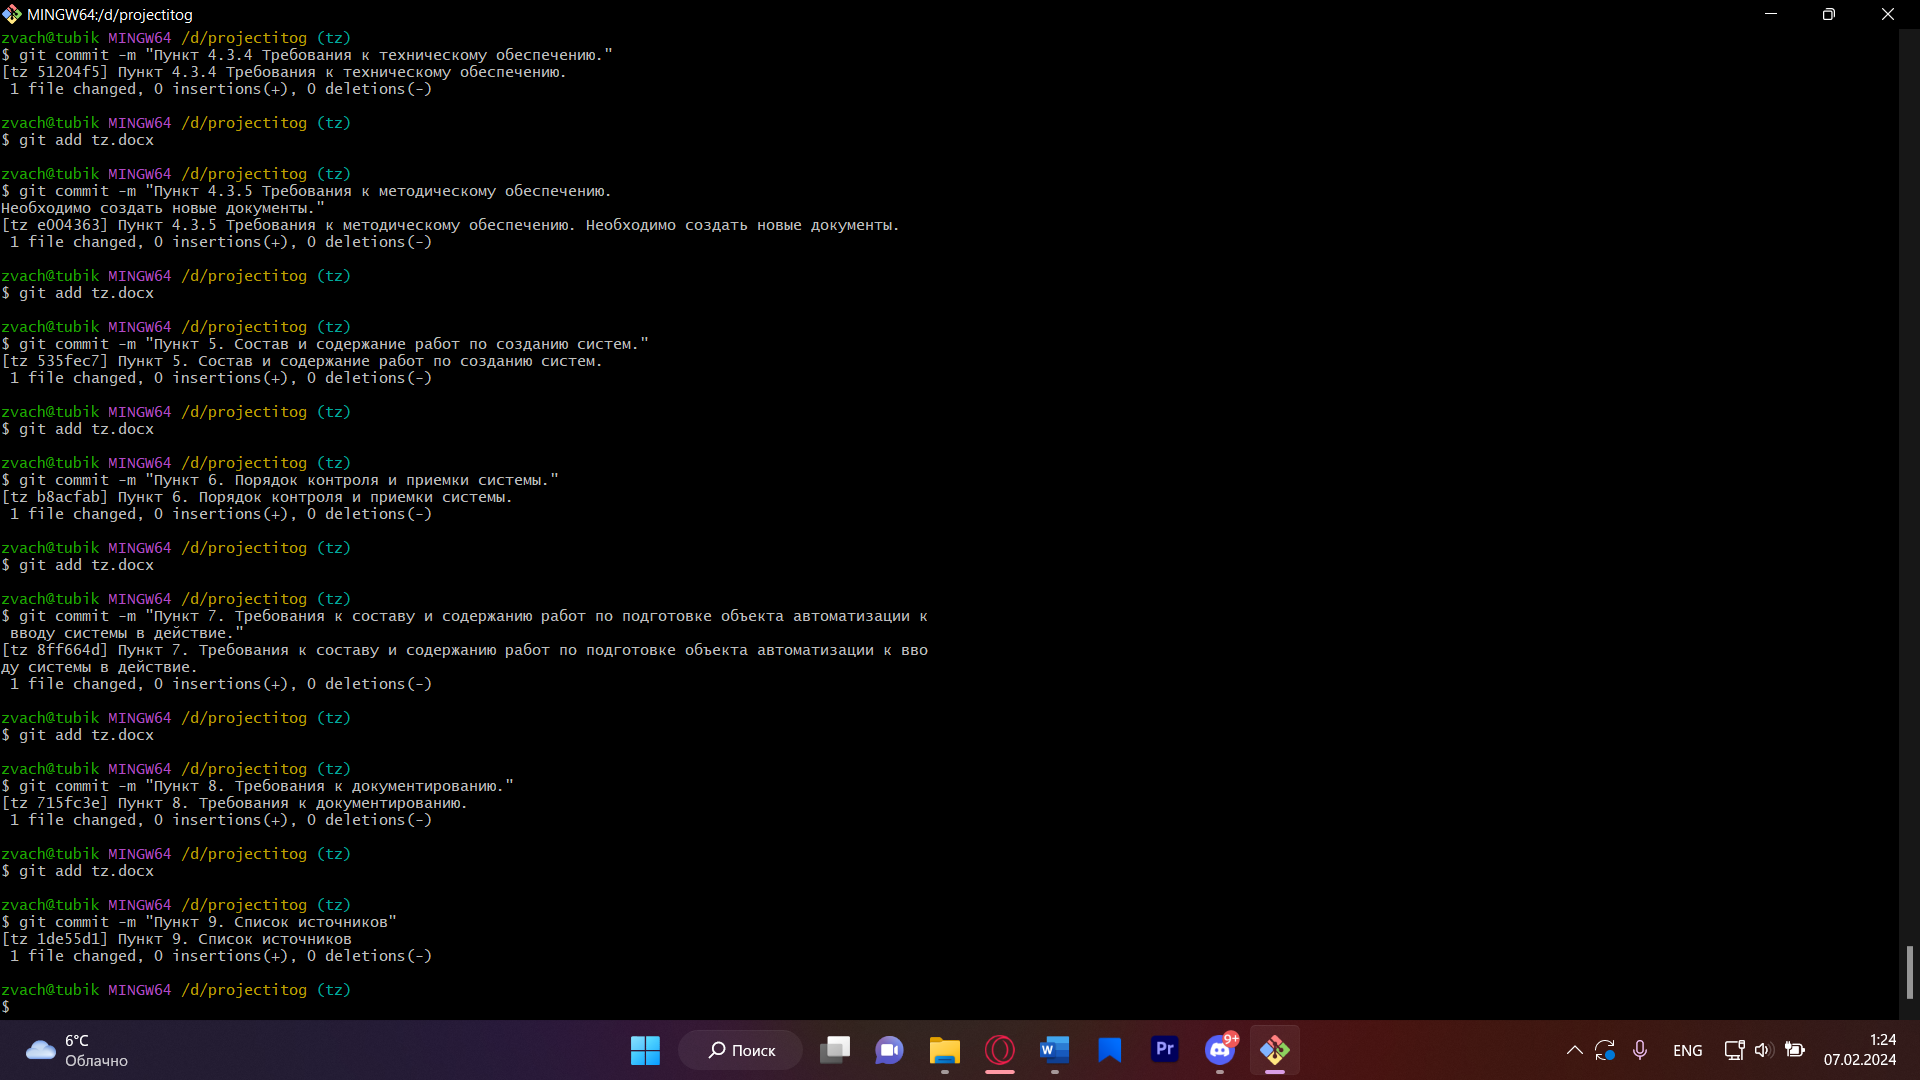 MINGW64:/d/projectitog
zvach@tubik MINGW64 /d/projectitog (tz)
$ git commit -m "Пункт 4.3.4 Требования к техническому обеспечению."
[tz 51204f5] Пункт 4.3.4 Требования к техническому обеспечению.
 1 file changed, 0 insertions(+), 0 deletions(-)
zvach@tubik MINGW64 /d/projectitog (tz)
$ git add tz.docx
zvach@tubik MINGW64 /d/projectitog (tz)
$ git commit -m "Пункт 4.3.5 Требования к методическому обеспечению.
Необходимо создать новые документы."
[tz e004363] Пункт 4.3.5 Требования к методическому обеспечению. Необходимо создать новые документы.
 1 file changed, 0 insertions(+), 0 deletions(-)
zvach@tubik MINGW64 /d/projectitog (tz)
$ git add tz.docx
zvach@tubik MINGW64 /d/projectitog (tz)
$ git commit -m "Пункт 5. Состав и содержание работ по созданию систем."
[tz 535fec7] Пункт 5. Состав и содержание работ по созданию систем.
 1 file changed, 0 insertions(+), 0 deletions(-)
zvach@tubik MINGW64 /d/projectitog (tz)
$ git add tz.docx
zvach@tubik MINGW64 /d/projectitog (tz)
$ git commit -m "Пункт 6. Порядок контроля и приемки системы."
[tz b8acfab] Пункт 6. Порядок контроля и приемки системы.
 1 file changed, 0 insertions(+), 0 deletions(-)
zvach@tubik MINGW64 /d/projectitog (tz)
$ git add tz.docx
zvach@tubik MINGW64 /d/projectitog (tz)
$ git commit -m "Пункт 7. Требования к составу и содержанию работ по подготовке объекта автоматизации к
 вводу системы в действие."
[tz 8ff664d] Пункт 7. Требования к составу и содержанию работ по подготовке объекта автоматизации к вво
ду системы в действие.
 1 file changed, 0 insertions(+), 0 deletions(-)
zvach@tubik MINGW64 /d/projectitog (tz)
$ git add tz.docx
zvach@tubik MINGW64 /d/projectitog (tz)
$ git commit -m "Пункт 8. Требования к документированию."
[tz 715fc3e] Пункт 8. Требования к документированию.
 1 file changed, 0 insertions(+), 0 deletions(-)
zvach@tubik MINGW64 /d/projectitog (tz)
$ git add tz.docx
zvach@tubik MINGW64 /d/projectitog (tz)
$ git commit -m "Пункт 9. Список источников"
[tz 1de55d1] Пункт 9. Список источников
 1 file changed, 0 insertions(+), 0 deletions(-)
zvach@tubik MINGW64 /d/projectitog (tz)
$
6°C
Облачно
Поиск
W
Pr
9+
ENG
1:24
07.02.2024